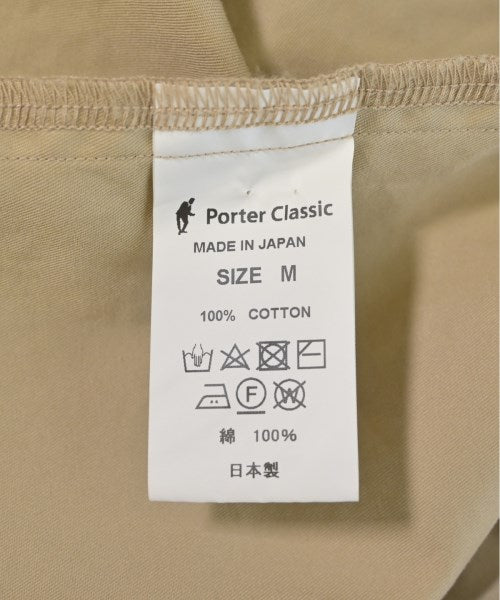 Porter Classic
MADE IN JAPAN
SIZE M
100% COTTON
F W
綿 100%
日本製